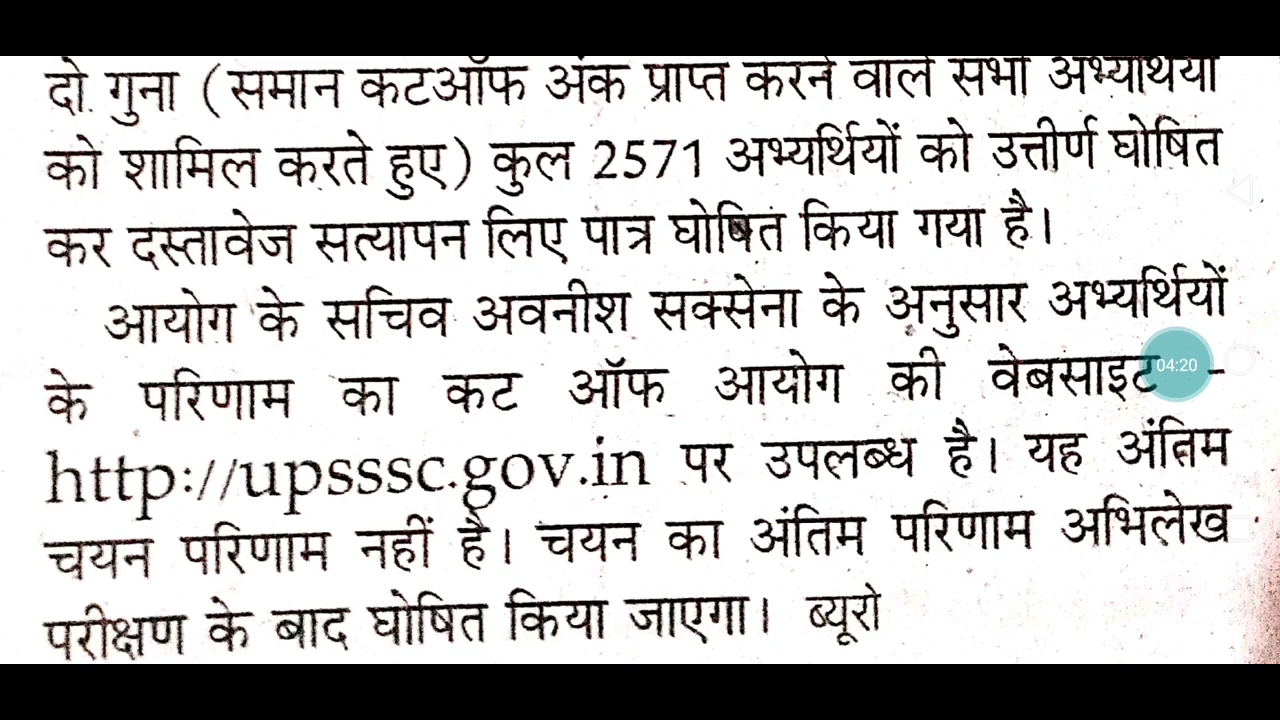 दो गुना (समान कटऑफ अंक प्राप्त करने वाले सभी अभ्यर्थियों
को शामिल करते हुए) कुल 2571 अभ्यर्थियों को उत्तीर्ण घोषित
कर दस्तावेज सत्यापन लिए पात्र घोषित किया गया है।
आयोग के सचिव अवनीश सक्सेना के अनुसार अभ्यर्थियों
के परिणाम का कट ऑफ आयोग की वेबसाइट -
04:20
http://upsssc.gov.in पर उपलब्ध है। यह अंतिम
चयन परिणाम नहीं है। चयन का अंतिम परिणाम अभिलेख
परीक्षण के बाद घोषित किया जाएगा। ब्यूरो